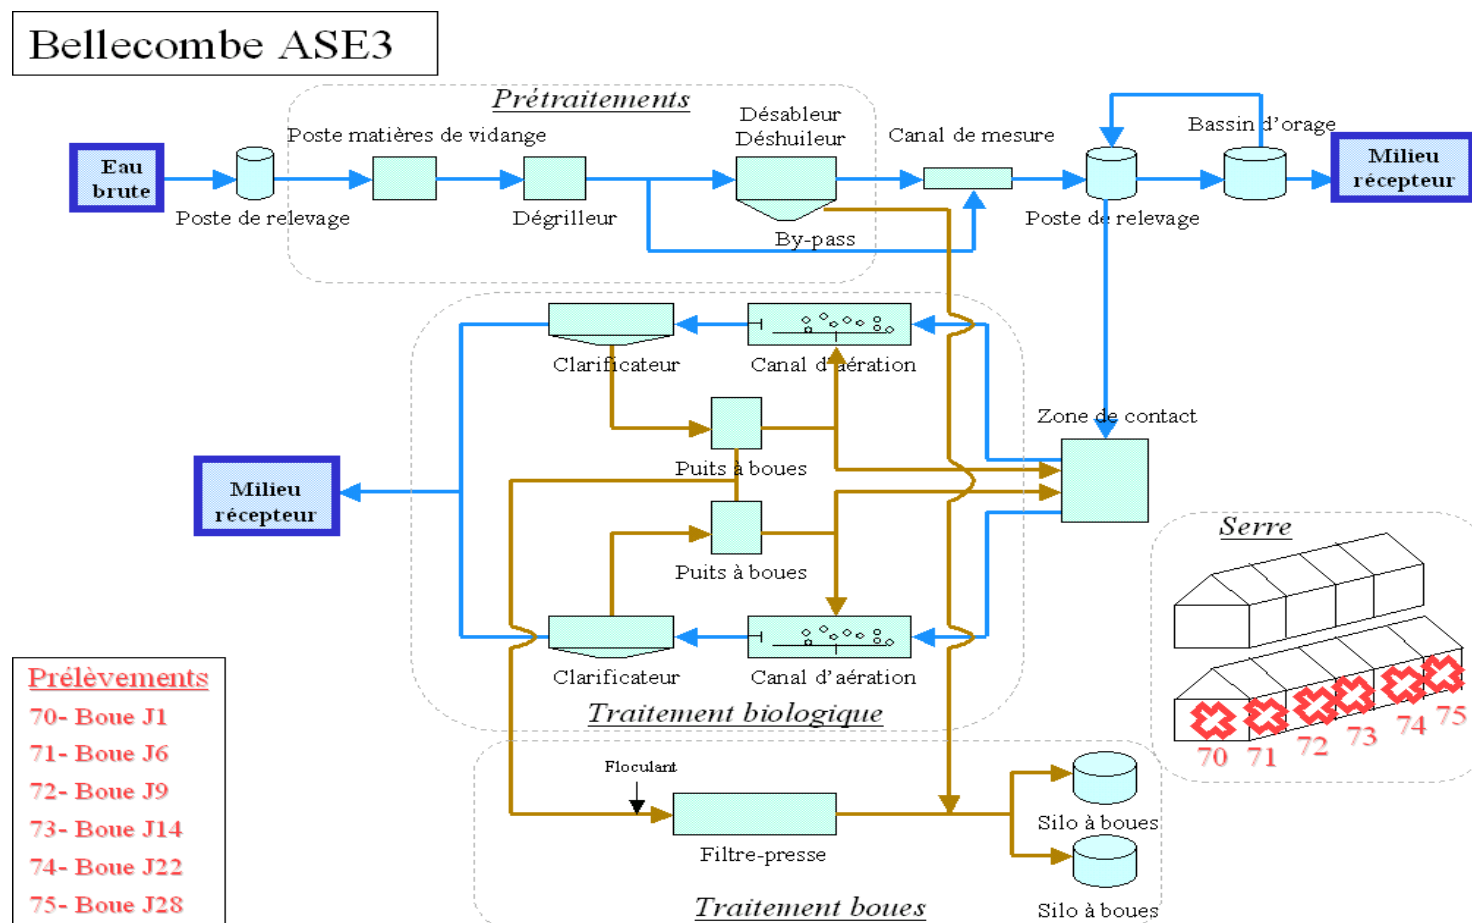 Bellecombe ASE3
Prétraitements
Poste matières de vidange
Désableur
Déshuileur
Canal de mesure
Bassin d'orage
Eau
brute
Milieu
récepteur
Poste de relevage
Dégrilleur
By-pass
Poste de relevage
Clarificateur
Canal d'aération
Zone de contact
Puits à boues
Milieu
récepteur
Puits à boues
Serre
Clarificateur
Canal d'aération
Traitement biologique
70
71
72
73
74
75
Prélèvements
70- Boue J1
71- Boue J6
72- Boue J9
73- Boue J14
74- Boue J22
75- Boue J28
Floculant
Filtre-presse
Silo à boues
Silo à boues
Traitement boues